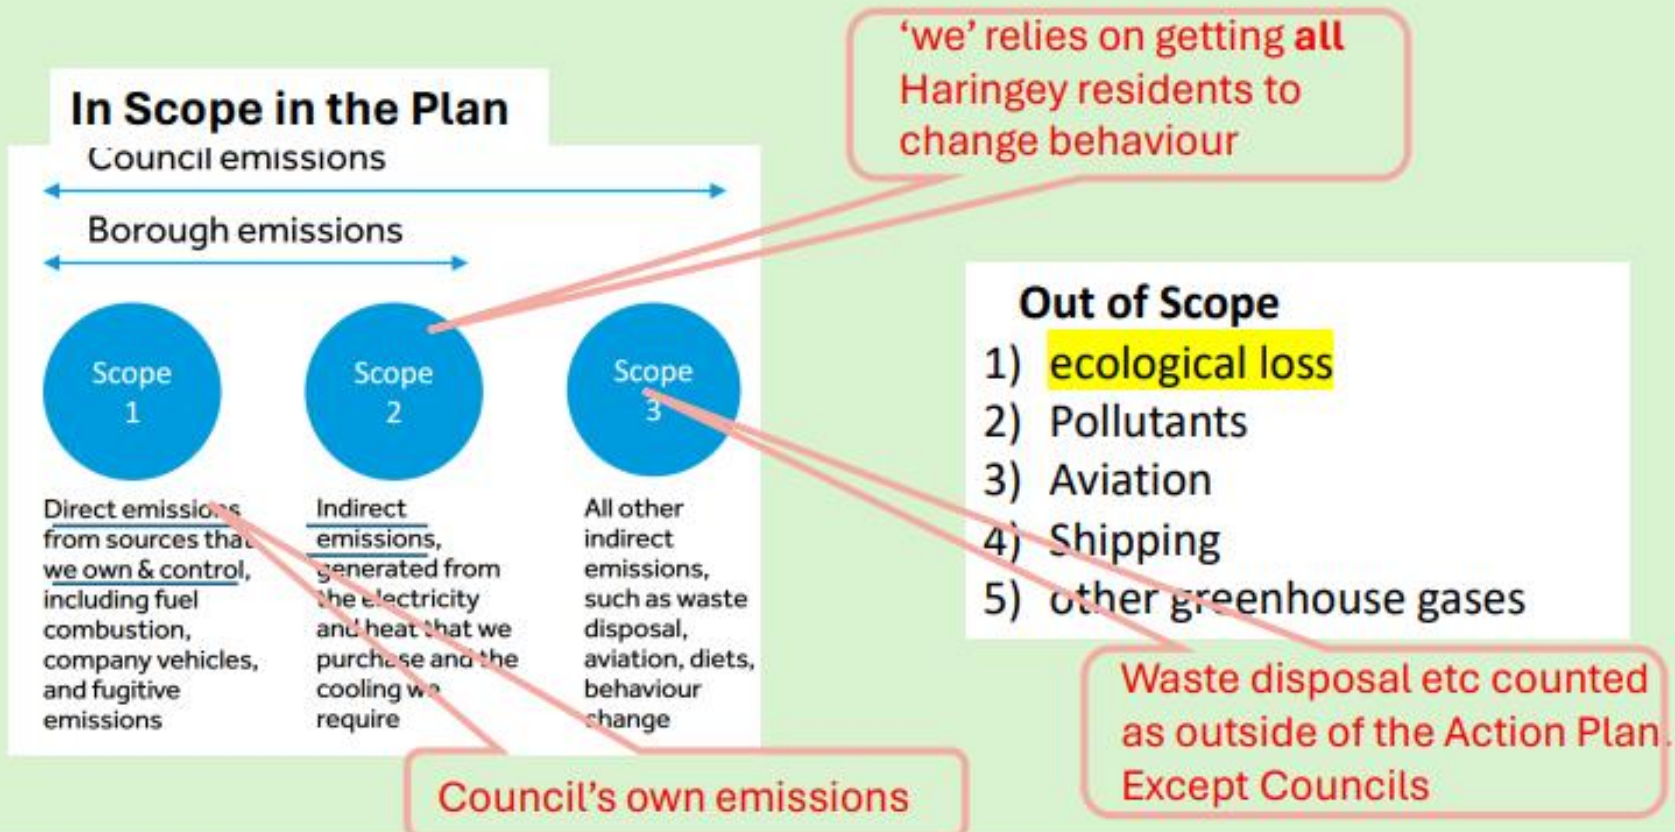 'we' relies on getting all
Haringey residents to
change behaviour
In Scope in the Plan
Council emissions
Borough emissions
Scope
1
Scope
2
Scope
3
Direct emissions
from sources that
we own & control,
including fuel
combustion,
company vehicles,
and fugitive
emissions
Indirect
emissions,
generated from
the electricity
and heat that we
purchase and the
cooling we
require
All other
indirect
emissions,
such as waste
disposal,
aviation, diets,
behaviour
change
Out of Scope
1) ecological loss
2) Pollutants
3) Aviation
4) Shipping
5) other greenhouse gases
Council's own emissions
Waste disposal etc counted
as outside of the Action Plan.
Except Councils